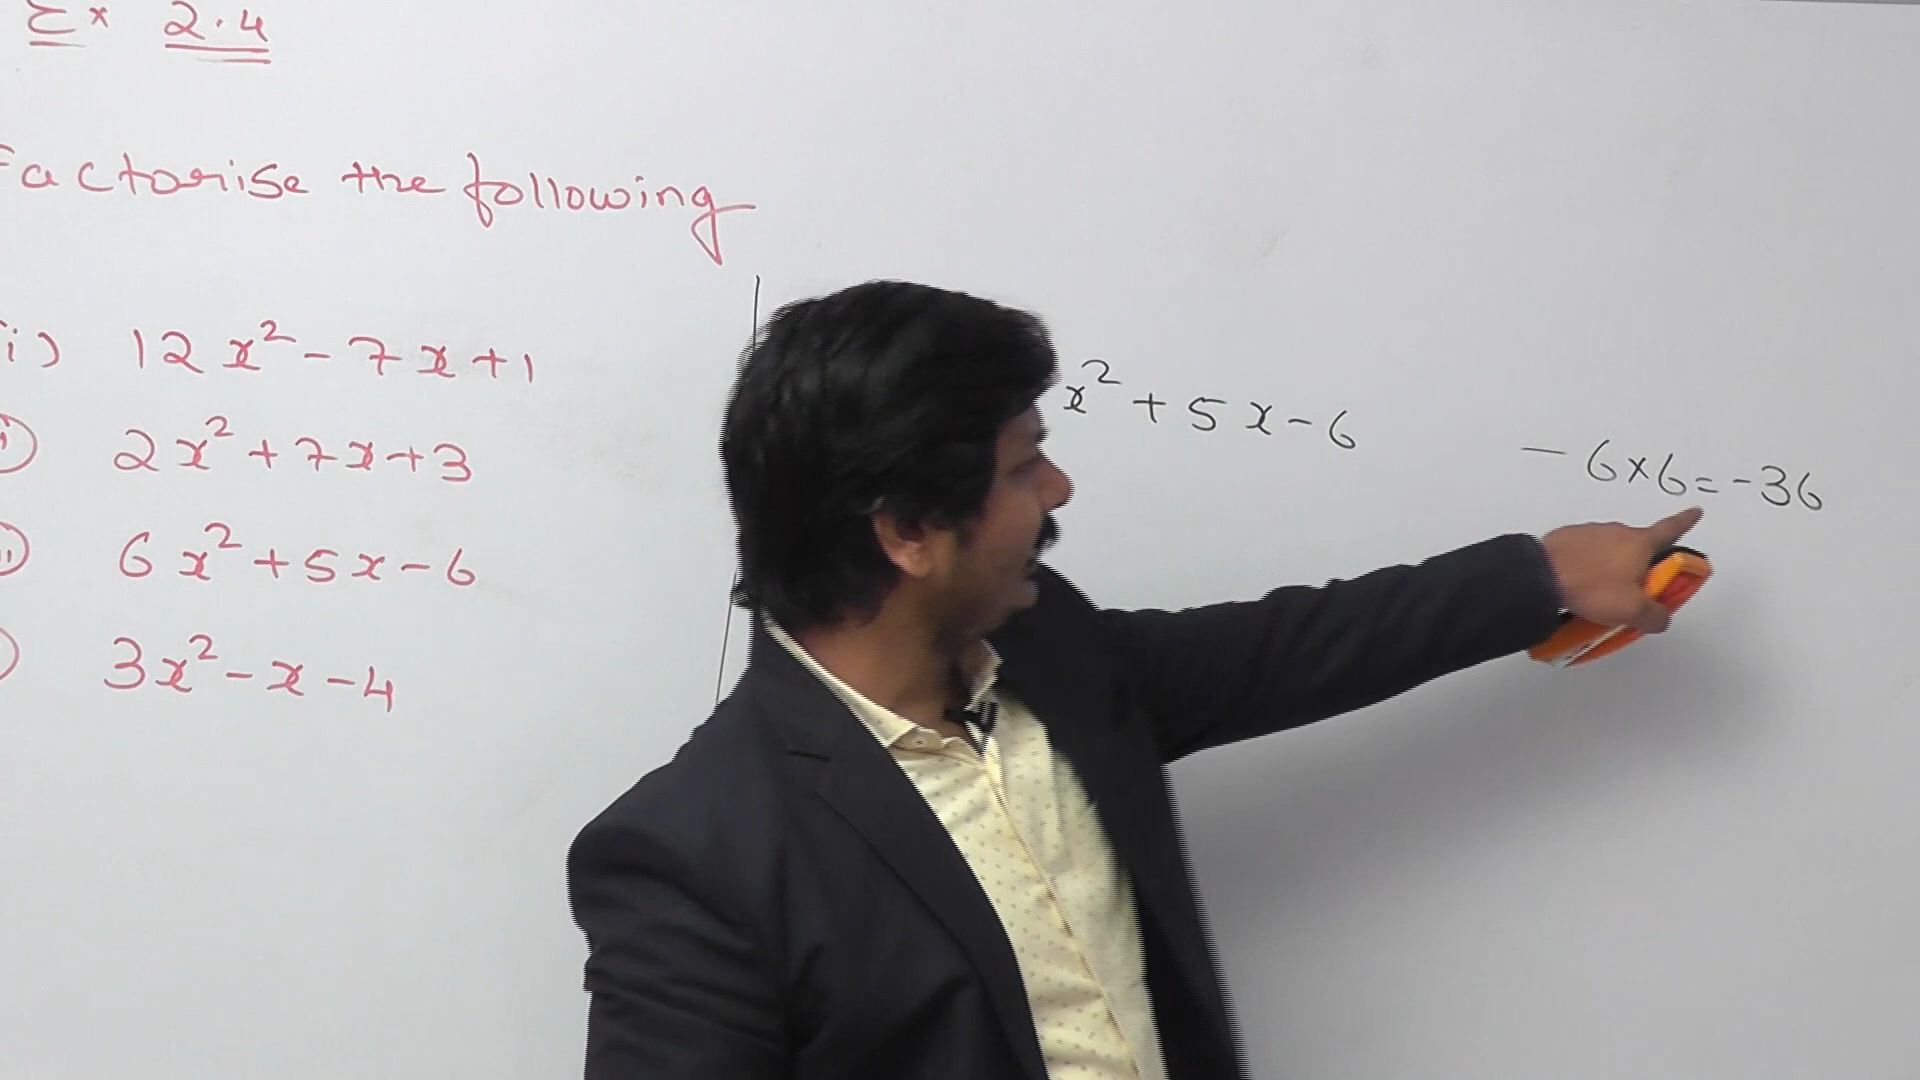 Ex 2.4
Factorise the following
i) 12x² - 7x + 1
2x² + 7x + 3
6x² + 5x - 6
3x² - x - 4
x² + 5x - 6
- 6 x 6 = -36